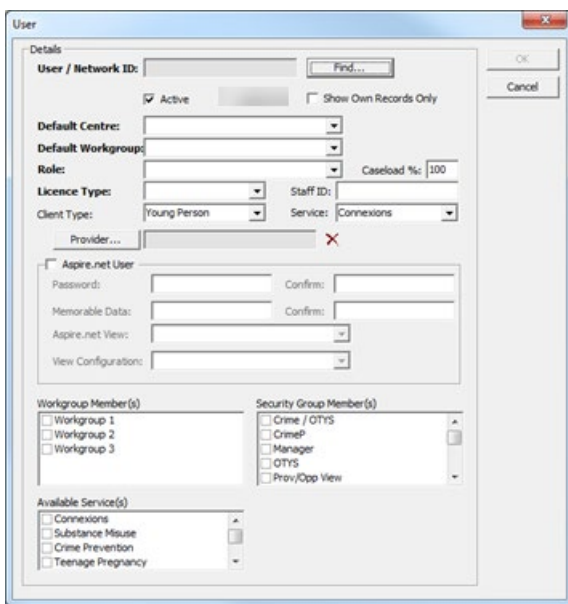 User
Details
User / Network ID: Find... OK
Active Show Own Records Only Cancel
Default Centre:
Default Workgroup:
Role: Caseload %: 100
Licence Type: Staff ID:
Client Type: Young Person Service: Connexions
Provider...
Aspire.net User
Password: Confirm:
Memorable Data: Confirm:
Aspire.net View:
View Configuration:
Workgroup Member(s) Security Group Member(s)
Workgroup 1 Crime / OTYS
Workgroup 2 CrimeP
Workgroup 3 Manager
OTYS
Prov/Opp View
Available Service(s)
Connexions
Substance Misuse
Crime Prevention
Teenage Pregnancy